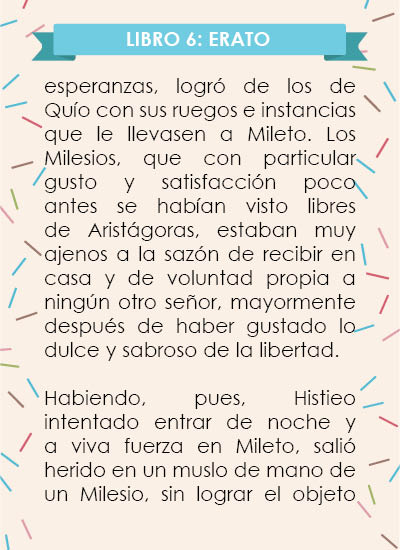 LIBRO 6: ERATO
esperanzas, logró de los de
Quío con sus ruegos e instancias
que le llevasen a Mileto. Los
Milesios, que con particular
gusto y satisfacción poco
antes se habían visto libres
de Aristágoras, estaban muy
ajenos a la sazón de recibir en
casa y de voluntad propia a
ningún otro señor, mayormente
después de haber gustado lo
dulce y sabroso de la libertad.
Habiendo, pues, Histieo
intentado entrar de noche y
a viva fuerza en Mileto, salió
herido en un muslo de mano de
un Milesio, sin lograr el objeto